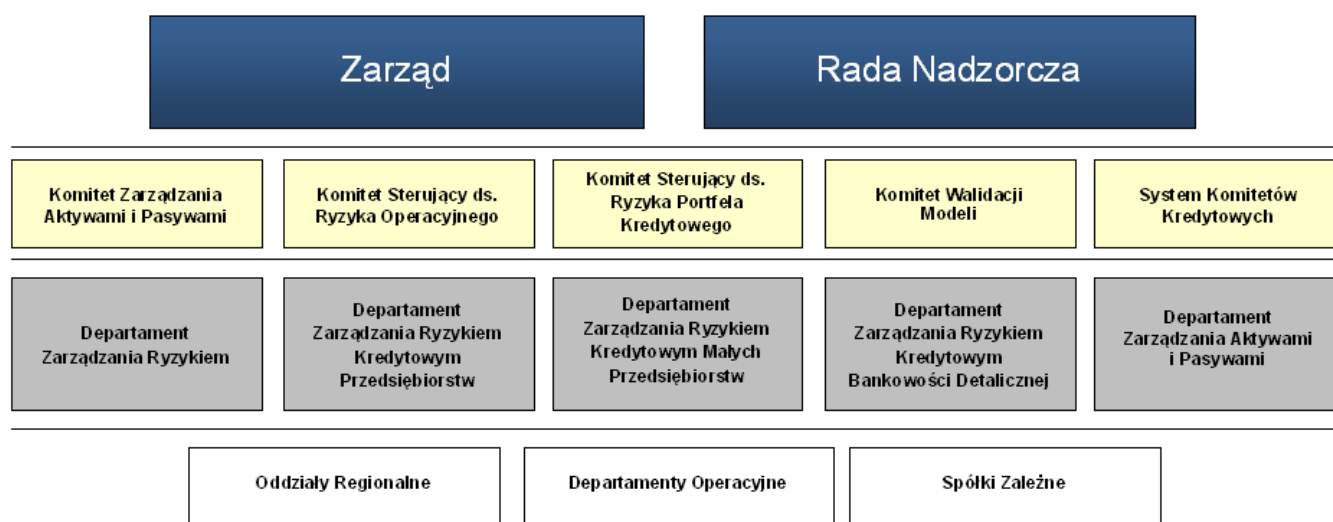 Zarząd
Rada Nadzorcza
Komitet Zarządzania
Aktywami i Pasywami
Komitet Sterujący ds.
Ryzyka Operacyjnego
Komitet Sterujący ds.
Ryzyka Portfela
Kredytowego
Komitet Walidacji
Modeli
System Komitetów
Kredytowych
Departament
Zarządzania Ryzykiem
Departament
Zarządzania Ryzykiem
Kredytowym
Przedsiębiorstw
Departament
Zarządzania Ryzykiem
Kredytowym Małych
Przedsiębiorstw
Departament
Zarządzania Ryzykiem
Kredytowym
Bankowości Detalicznej
Departament
Zarządzania Aktywami
i Pasywami
Oddziały Regionalne
Departamenty Operacyjne
Spółki Zależne